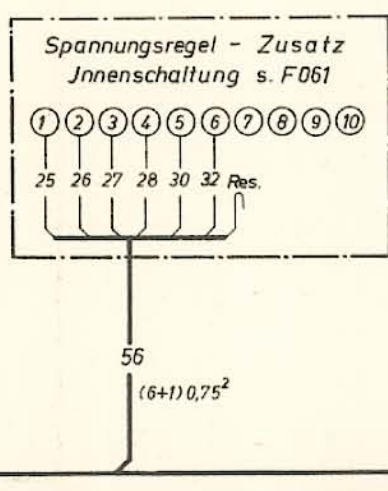 Spannungsregel - Zusatz
Jnnenschaltung s. F061
1 2 3 4 5 6 7 8 9 10
25 26 27 28 30 32 Res.
56
(6+1) 0,75²